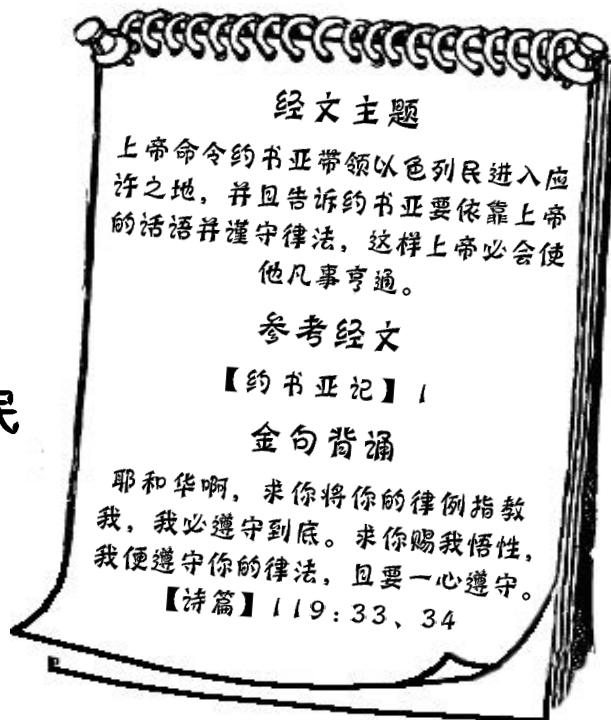 经文主题
上帝命令约书亚带领以色列民进入应
许之地，并且告诉约书亚要依靠上帝
的话语并谨守律法，这样上帝必会使
他凡事亨通。
参考经文
【约书亚记】1
民
金句背诵
耶和华啊，求你将你的律例指教
我，我必遵守到底。求你赐我悟性，
我便遵守你的律法，且要一心遵守。
【诗篇】119:33、34